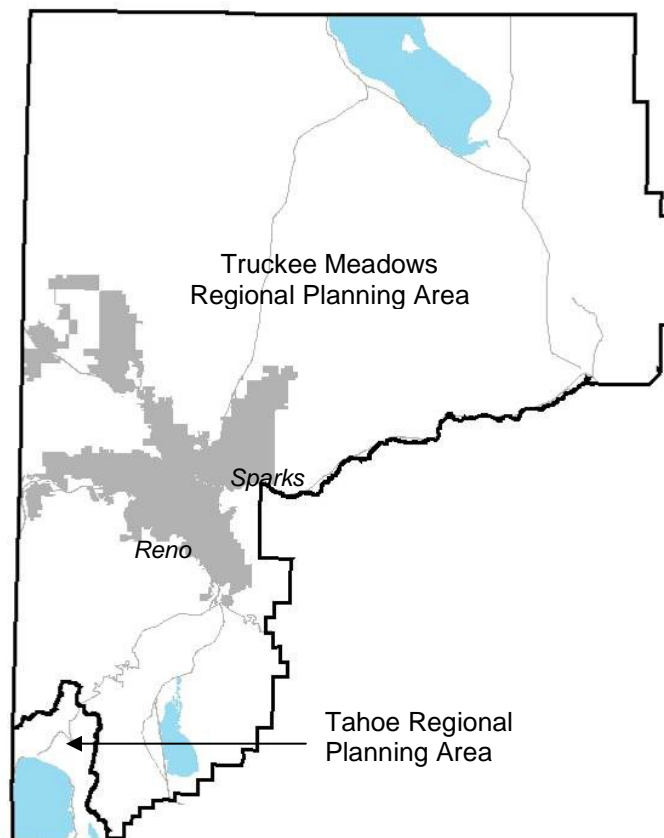 Truckee Meadows
Regional Planning Area
Sparks
Reno
Tahoe Regional
Planning Area